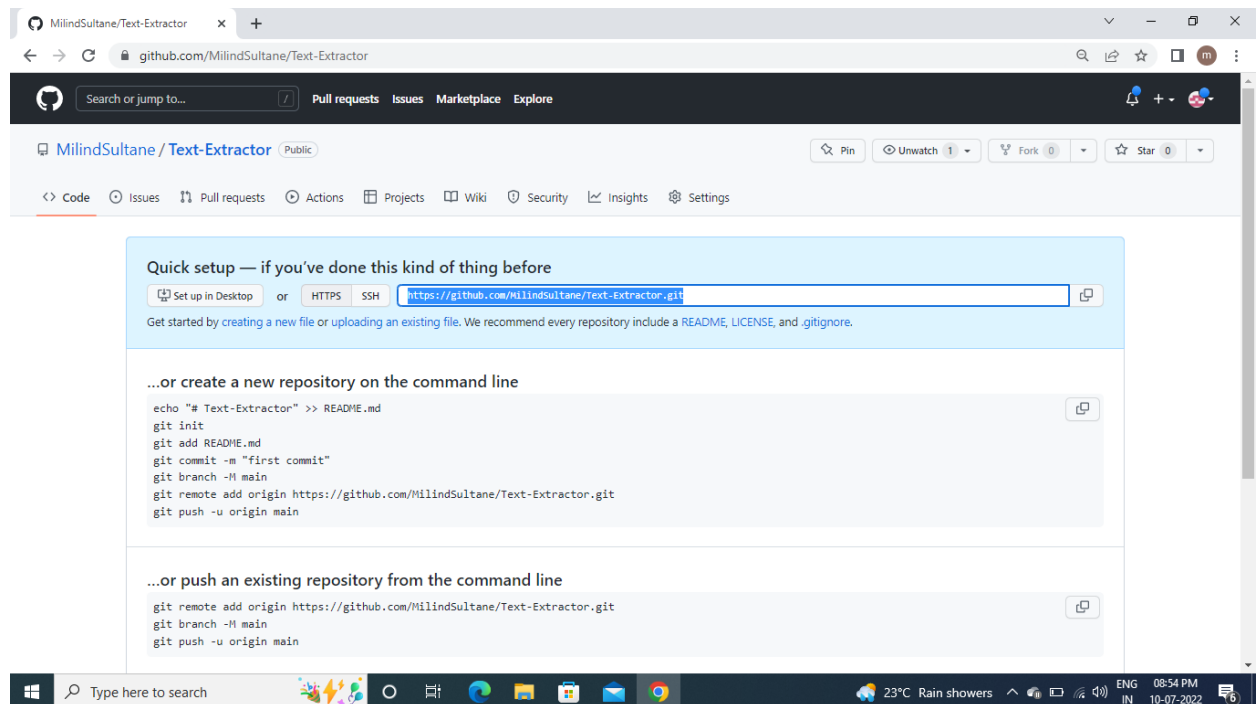 MilindSultane/Text-Extractor
github.com/MilindSultane/Text-Extractor
m
Search or jump to... / Pull requests Issues Marketplace Explore
MilindSultane / Text-Extractor Public
Pin Unwatch 1 Fork 0 Star 0
Code Issues Pull requests Actions Projects Wiki Security Insights Settings
Quick setup — if you've done this kind of thing before
Set up in Desktop or HTTPS SSH https://github.com/MilindSultane/Text-Extractor.git
Get started by creating a new file or uploading an existing file. We recommend every repository include a README, LICENSE, and .gitignore.
...or create a new repository on the command line
echo "# Text-Extractor" >> README.md
git init
git add README.md
git commit -m "first commit"
git branch -M main
git remote add origin https://github.com/MilindSultane/Text-Extractor.git
git push -u origin main
...or push an existing repository from the command line
git remote add origin https://github.com/MilindSultane/Text-Extractor.git
git branch -M main
git push -u origin main
Type here to search
23°C Rain showers
ENG 08:54 PM
IN 10-07-2022
6